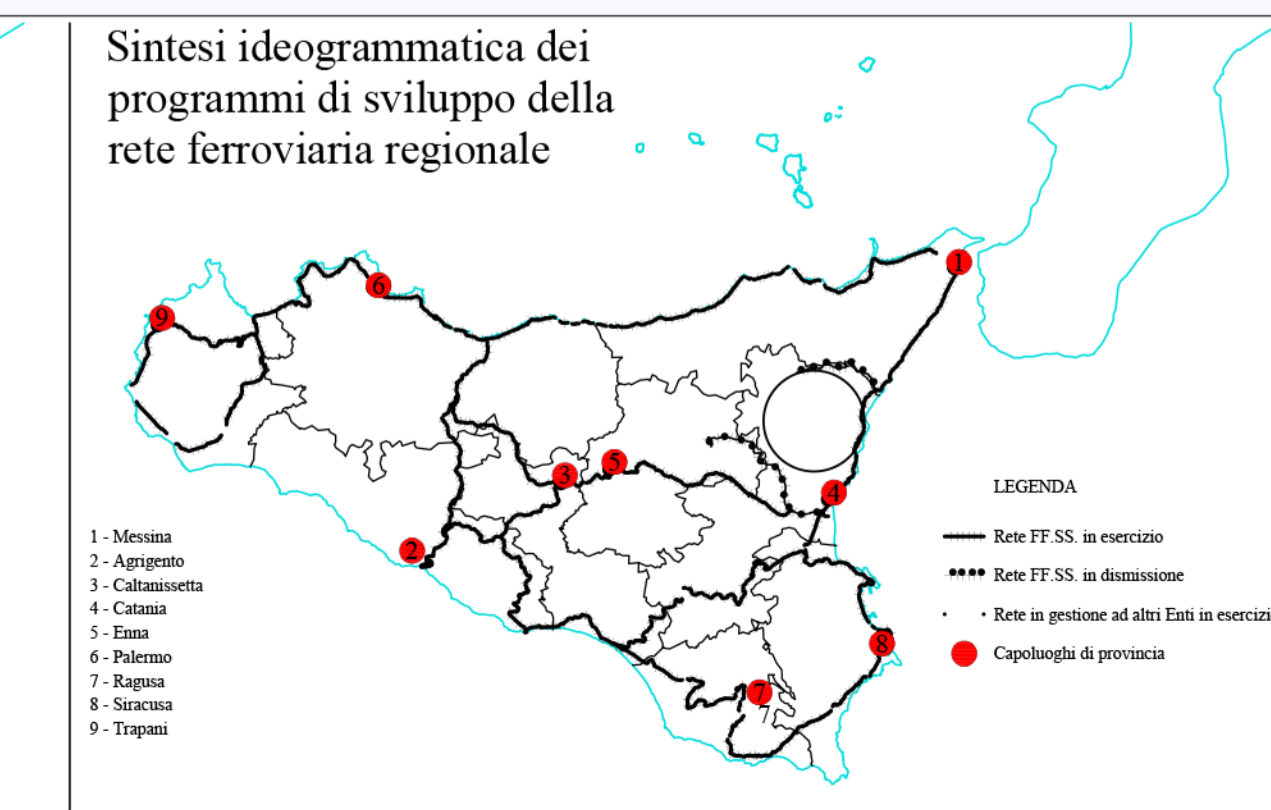 Sintesi ideogrammatica dei
programmi di sviluppo della
rete ferroviaria regionale
1
6
9
5
3
4
2
8
7
7
1 - Messina
2 - Agrigento
3 - Caltanissetta
4 - Catania
5 - Enna
6 - Palermo
7 - Ragusa
8 - Siracusa
9 - Trapani
LEGENDA
Rete FF.SS. in esercizio
Rete FF.SS. in dismissione
Rete in gestione ad altri Enti in esercizi
Capoluoghi di provincia